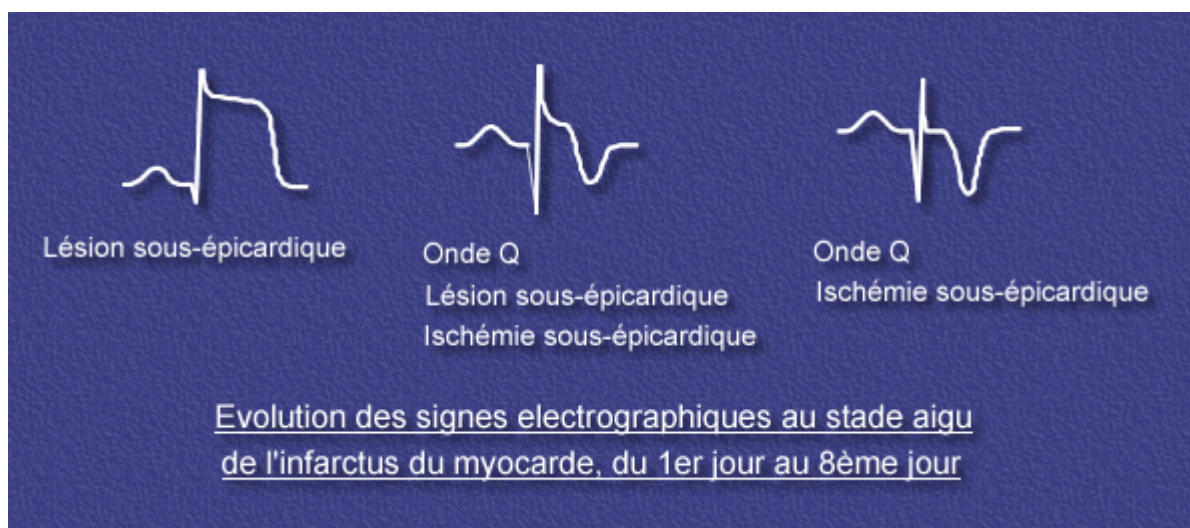 Lésion sous-épicardique
Onde Q
Lésion sous-épicardique
Ischémie sous-épicardique
Onde Q
Ischémie sous-épicardique
Evolution des signes electrographiques au stade aigu
de l'infarctus du myocarde, du 1er jour au 8ème jour